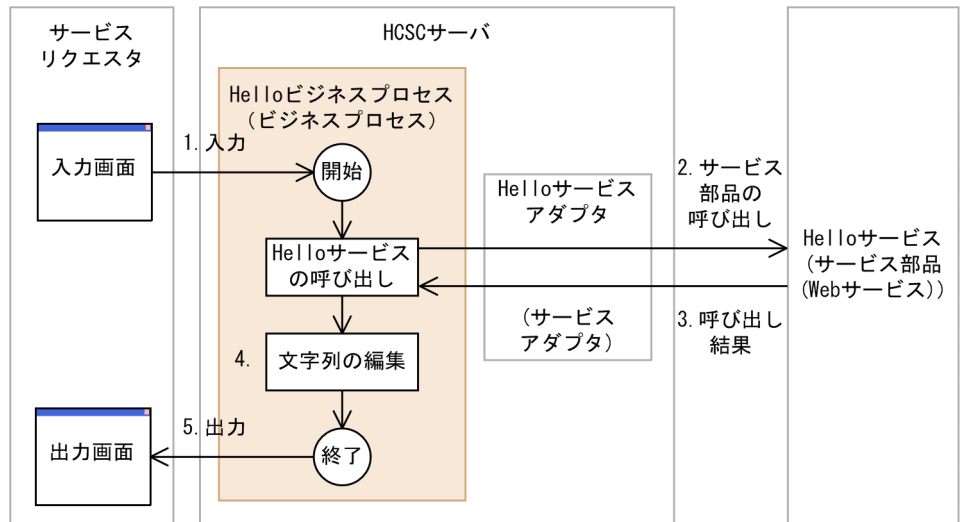 サービス
リクエスタ
HCSCサーバ
Helloビジネスプロセス
(ビジネスプロセス)
入力画面
1.入力
開始
Helloサービス
アダプタ
2.サービス
部品の
呼び出し
Helloサービス
の呼び出し
Helloサービス
(サービス部品
(Webサービス))
(サービス
アダプタ)
3.呼び出し
結果
4.
文字列の編集
出力画面
5.出力
終了